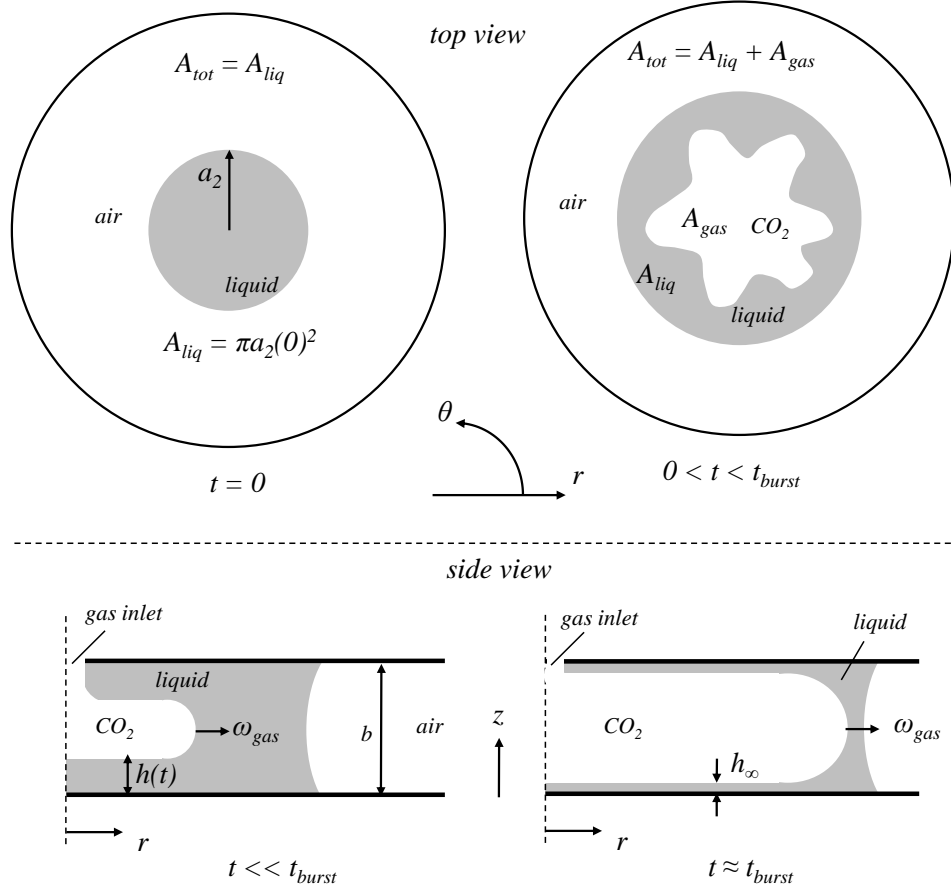 top view
A_tot = A_liq
a_2
air
liquid
A_liq = πa_2(0)^2
t = 0
A_tot = A_liq + A_gas
air
A_gas
CO_2
A_liq
liquid
0 < t < t_burst
θ
r
side view
gas inlet
liquid
CO_2
ω_gas
b
air
h(t)
r
t << t_burst
z
gas inlet
liquid
CO_2
ω_gas
h_∞
r
t ≈ t_burst